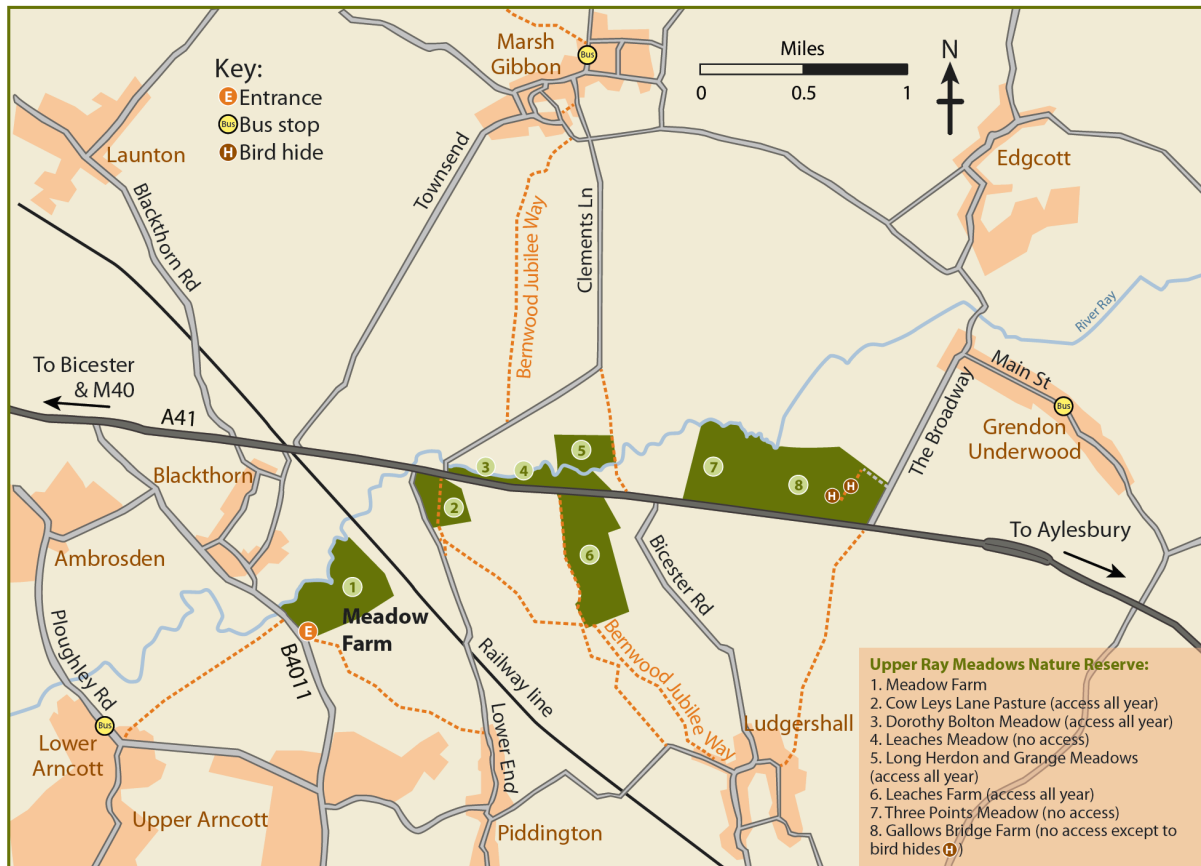 Marsh
Gibbon
Bus
Miles
0
0.5
1
N
Key:
E Entrance
Bus Bus stop
H Bird hide
Launton
Edgcott
Townsend
Blackthorn Rd
Bernwood Jubilee Way
Clements Ln
River Ray
To Bicester
& M40
A41
Main St
Bus
Grendon
Underwood
The Broadway
Blackthorn
3
4
5
7
8
H
H
2
6
1
To Aylesbury
Ambrosden
Meadow
Farm
E
Bicester Rd
Ploughley Rd
B4011
Railway line
Bernwood Jubilee Way
Bus
Lower
Arncott
Lower End
Ludgershall
Upper Arncott
Piddington
Upper Ray Meadows Nature Reserve:
1. Meadow Farm
2. Cow Leys Lane Pasture (access all year)
3. Dorothy Bolton Meadow (access all year)
4. Leaches Meadow (no access)
5. Long Herdon and Grange Meadows
(access all year)
6. Leaches Farm (access all year)
7. Three Points Meadow (no access)
8. Gallows Bridge Farm (no access except to
bird hides H)